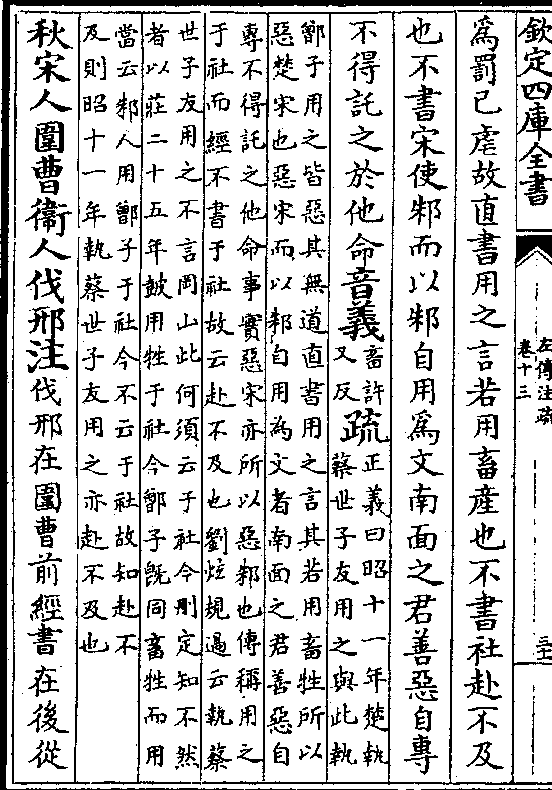 欽定四庫全書
左傳注疏
卷十三
爲罰已虐故直書用之言若用畜產也不書社赴不及
也不書宋使邾而以邾自用爲文南面之君善惡自專
不得託之於他命音義
畜許
又反
疏
正義曰昭十一年楚執
蔡世子友用之與此執
鄫子用之皆惡其無道直書用之言其若用畜牲所以
惡楚宋也惡宋而以邾自用爲文者南面之君善惡自
專不得託之他命事實惡宋亦所以惡邾也傳稱用之
于社而經不書于社故云赴不及也劉炫規過云執蔡
世子友用之不言岡山此何須云于社今刪定知不然
者以莊二十五年鼓用牲于社今鄫子旣同畜牲而用
當云邾人用鄫子于社今不云于社故知赴不
及則昭十一年執蔡世子友用之亦赴不及也
秋宋人圍曹衞人伐邢注伐邢在圍曹前經書在後從